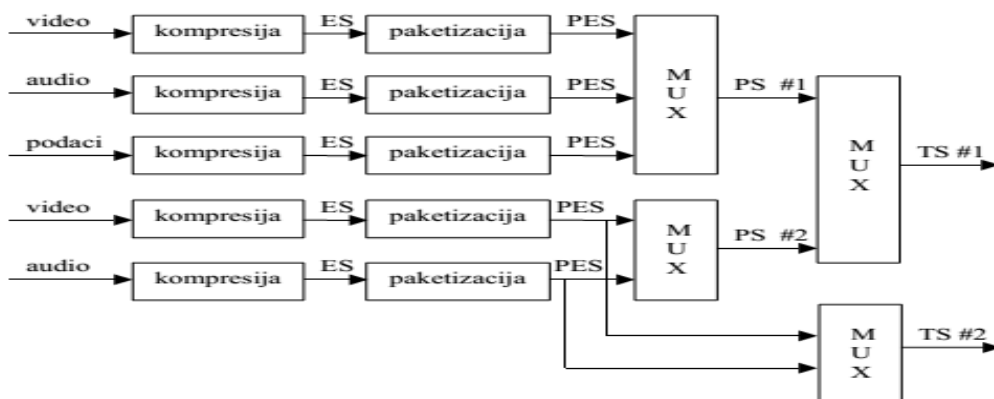 video kompresija ES paketizacija PES
audio kompresija ES paketizacija PES
podaci kompresija ES paketizacija PES
MUX
PS #1
video kompresija ES paketizacija PES
audio kompresija ES paketizacija PES
MUX
PS #2
MUX
TS #1
MUX
TS #2